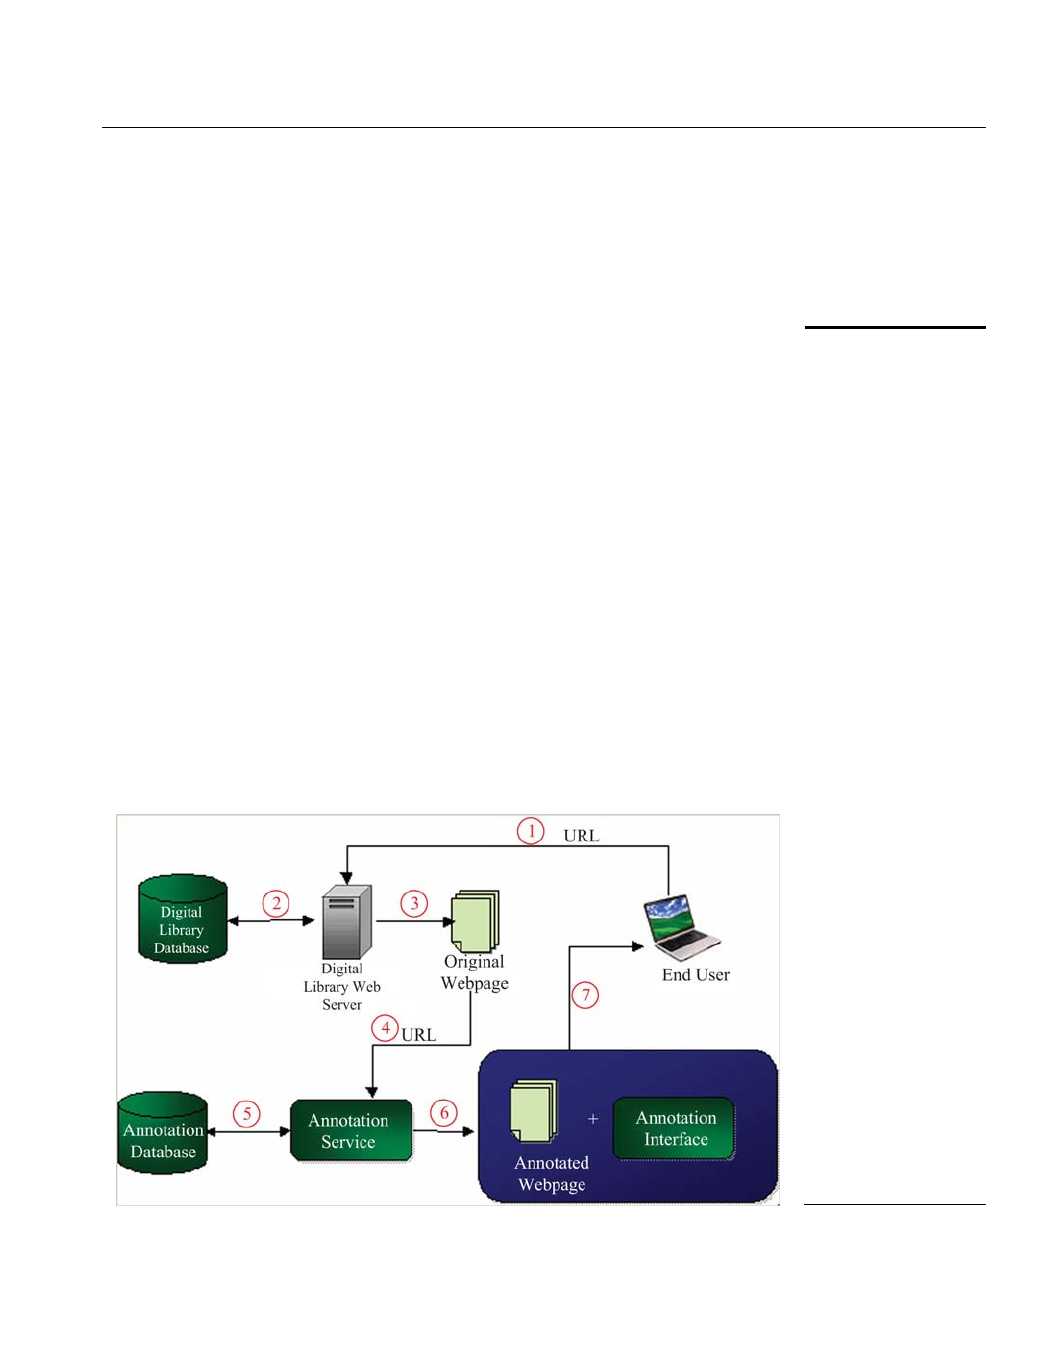 1 URL
Digital
Library
Database
2
Digital
Library Web
Server
3
Original
Webpage
End User
4 URL
7
Annotation
Database
5
Annotation
Service
6
Annotated
Webpage
+
Annotation
Interface